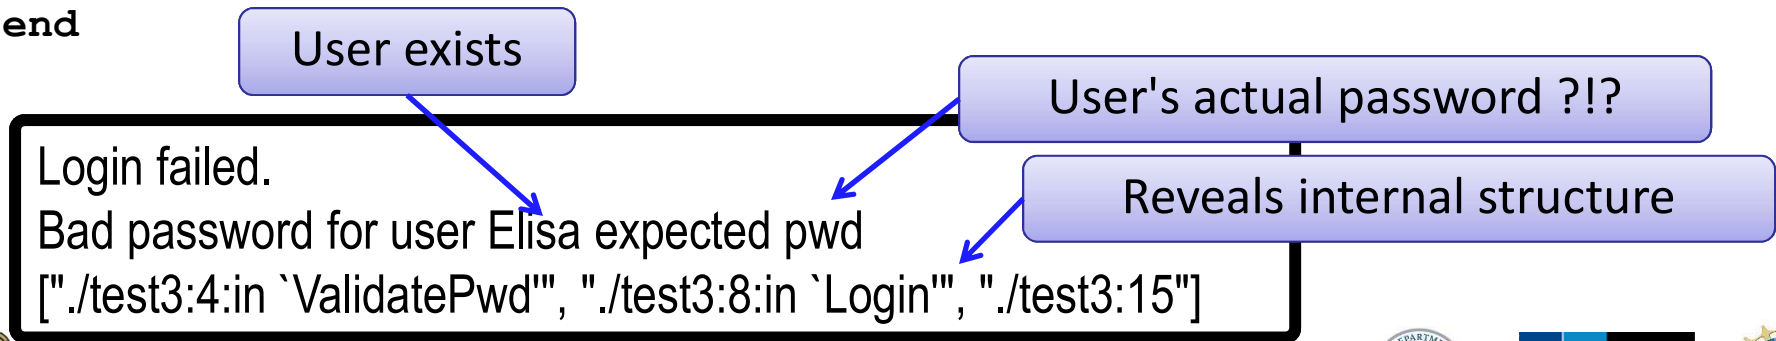 end
User exists
User's actual password ?!?
Login failed.
Reveals internal structure
Bad password for user Elisa expected pwd
["./test3:4:in `ValidatePwd'", "./test3:8:in `Login'", "./test3:15"]